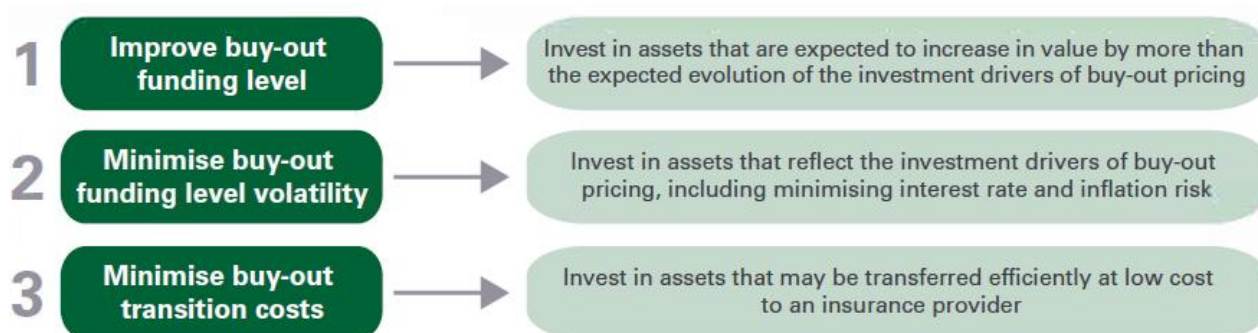 1
Improve buy-out
funding level
Invest in assets that are expected to increase in value by more than
the expected evolution of the investment drivers of buy-out pricing
2
Minimise buy-out
funding level volatility
Invest in assets that reflect the investment drivers of buy-out
pricing, including minimising interest rate and inflation risk
3
Minimise buy-out
transition costs
Invest in assets that may be transferred efficiently at low cost
to an insurance provider